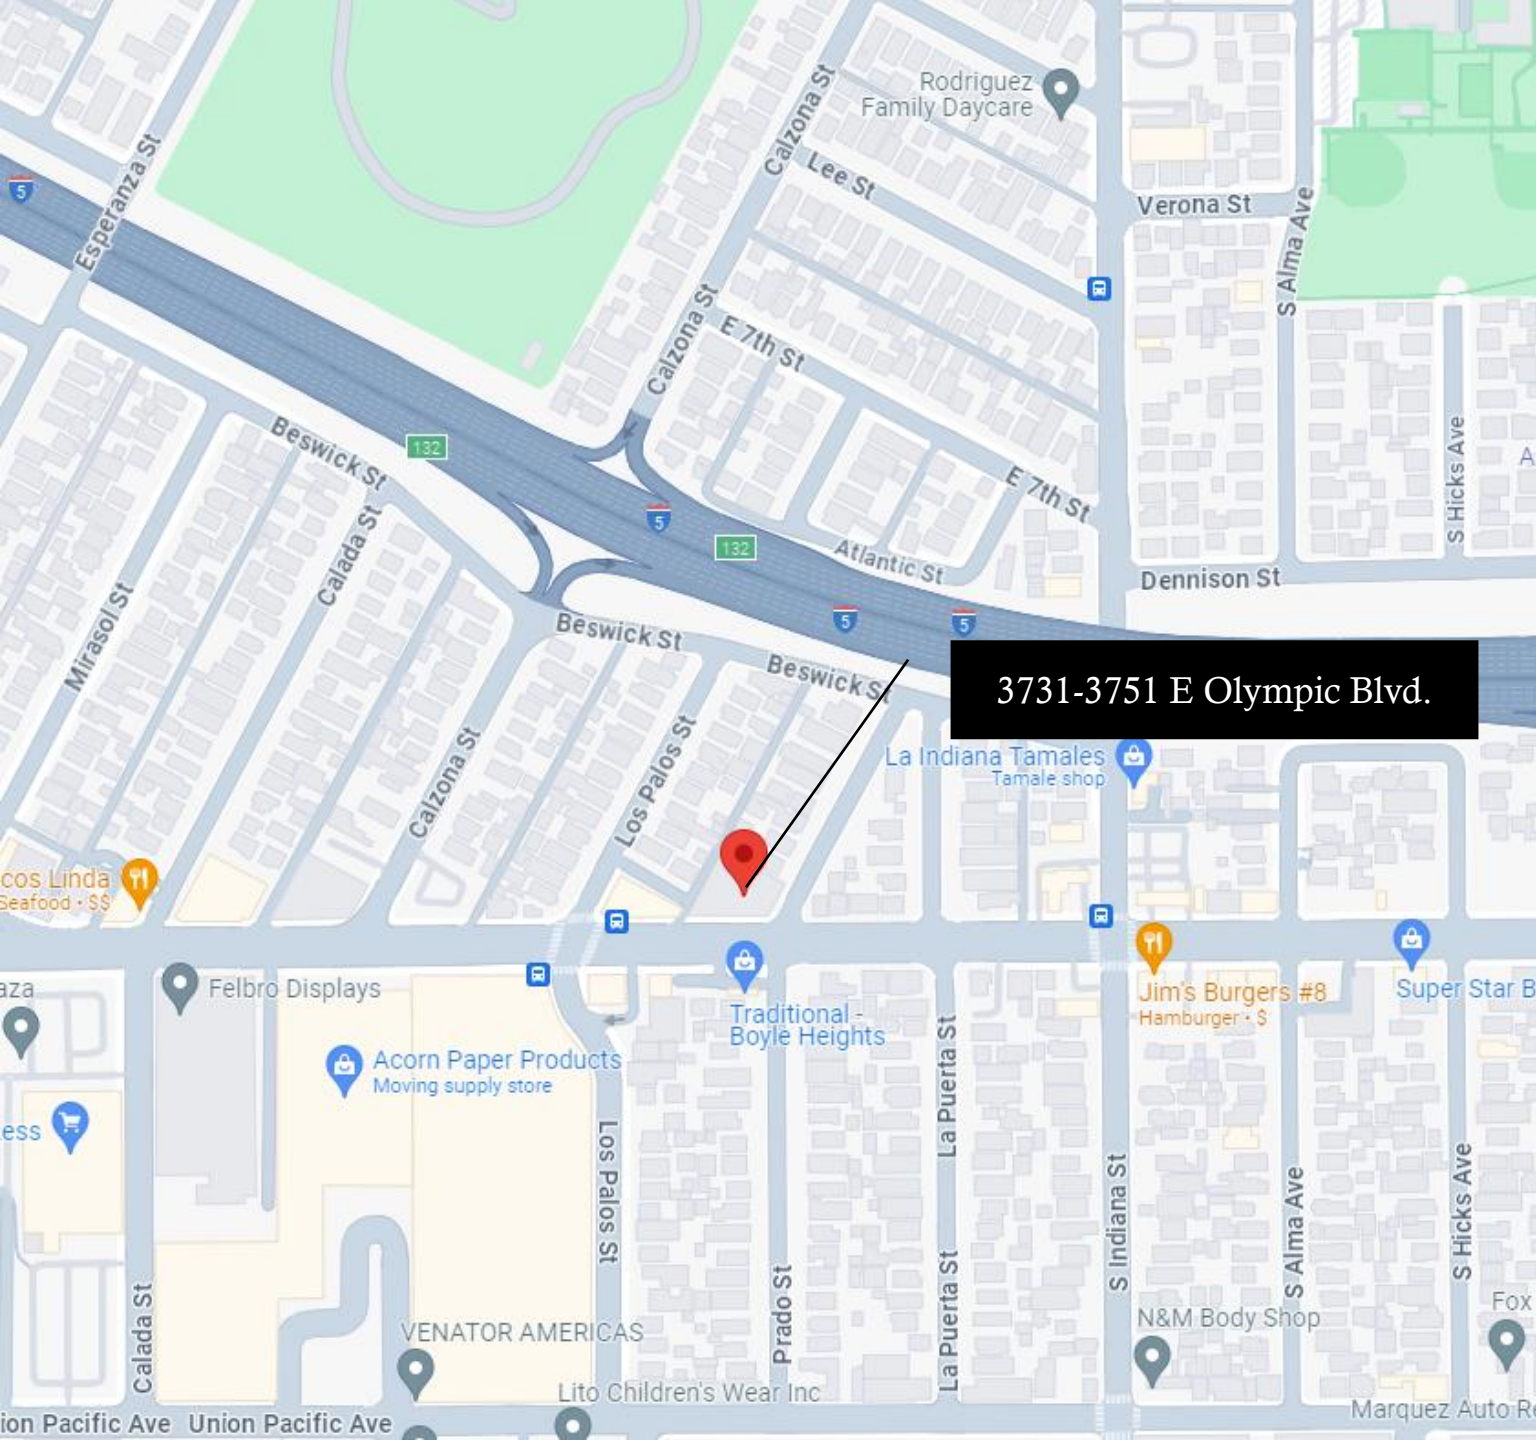 Rodriguez
Family Daycare
Calzona St
Lee St
Esperanza St
5
Verona St
S Alma Ave
Calzona St
E 7th St
Beswick St
132
S Hicks Ave
E 7th St
Calada St
5
132
Atlantic St
Dennison St
Mirasol St
Beswick St
5
5
Beswick St
3731-3751 E Olympic Blvd.
La Indiana Tamales
Tamale shop
Calzona St
Los Palos St
cos Linda
Seafood · $$
aza
Felbro Displays
Traditional -
Boyle Heights
Jim's Burgers #8
Hamburger · $
Super Star B
Acorn Paper Products
Moving supply store
La Puerta St
ess
Los Palos St
S Indiana St
S Alma Ave
S Hicks Ave
Calada St
Prado St
La Puerta St
VENATOR AMERICAS
N&M Body Shop
Fox
Lito Children's Wear Inc
Marquez Auto Re
ion Pacific Ave
Union Pacific Ave
A